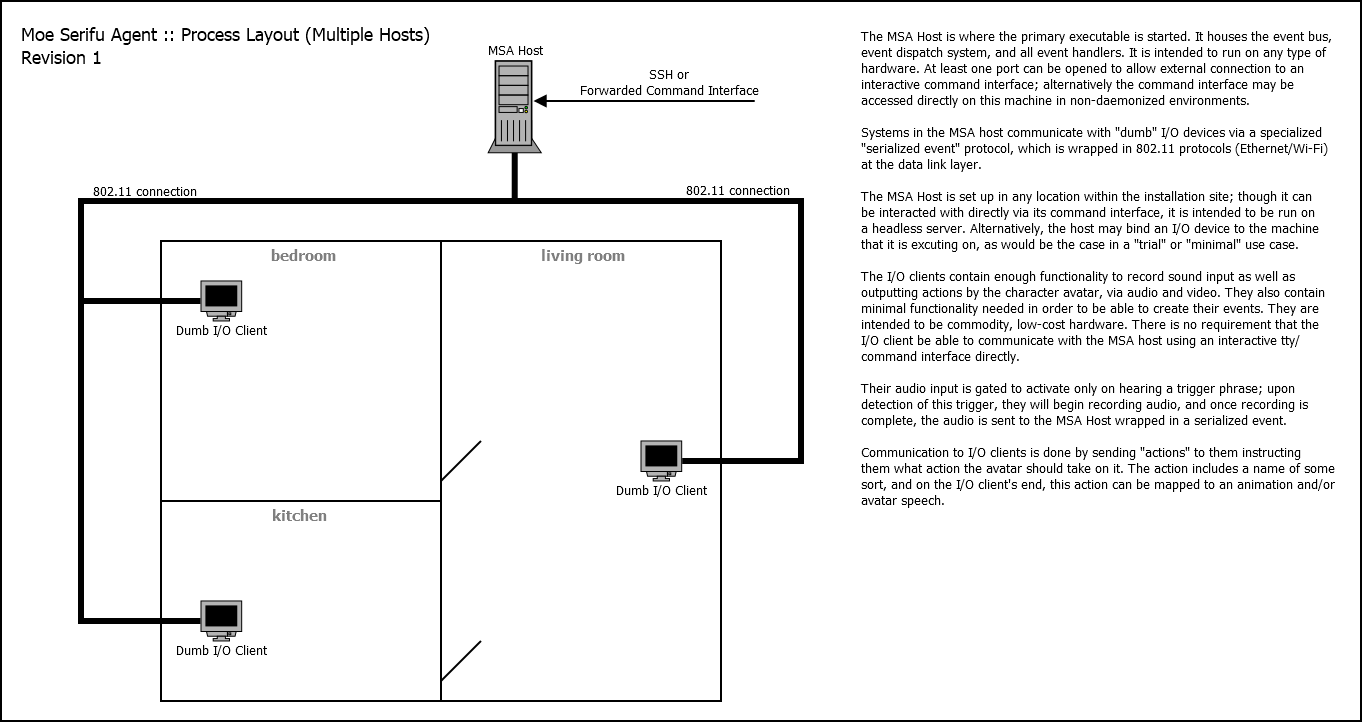 Moe Serifu Agent :: Process Layout (Multiple Hosts)
Revision 1
MSA Host
SSH or
Forwarded Command Interface
802.11 connection
802.11 connection
bedroom
living room
Dumb I/O Client
Dumb I/O Client
kitchen
Dumb I/O Client
The MSA Host is where the primary executable is started. It houses the event bus,
event dispatch system, and all event handlers. It is intended to run on any type of
hardware. At least one port can be opened to allow external connection to an
interactive command interface; alternatively the command interface may be
accessed directly on this machine in non-daemonized environments.
Systems in the MSA host communicate with "dumb" I/O devices via a specialized
"serialized event" protocol, which is wrapped in 802.11 protocols (Ethernet/Wi-Fi)
at the data link layer.
The MSA Host is set up in any location within the installation site; though it can
be interacted with directly via its command interface, it is intended to be run on
a headless server. Alternatively, the host may bind an I/O device to the machine
that it is excuting on, as would be the case in a "trial" or "minimal" use case.
The I/O clients contain enough functionality to record sound input as well as
outputting actions by the character avatar, via audio and video. They also contain
minimal functionality needed in order to be able to create their events. They are
intended to be commodity, low-cost hardware. There is no requirement that the
I/O client be able to communicate with the MSA host using an interactive tty/
command interface directly.
Their audio input is gated to activate only on hearing a trigger phrase; upon
detection of this trigger, they will begin recording audio, and once recording is
complete, the audio is sent to the MSA Host wrapped in a serialized event.
Communication to I/O clients is done by sending "actions" to them instructing
them what action the avatar should take on it. The action includes a name of some
sort, and on the I/O client's end, this action can be mapped to an animation and/or
avatar speech.